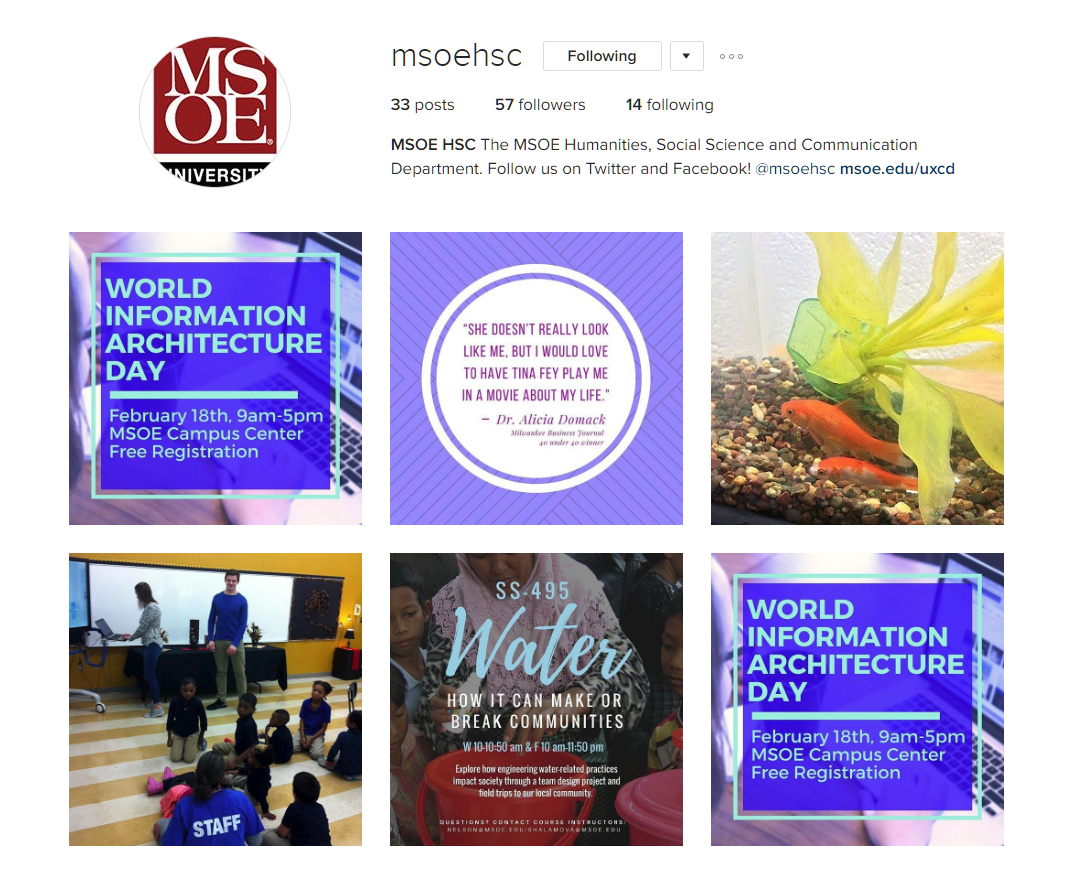 MS
OE®
UNIVERSITY
msoehsc
Following
33 posts 57 followers 14 following
MSOE HSC The MSOE Humanities, Social Science and Communication
Department. Follow us on Twitter and Facebook! @msoehsc msoe.edu/uxcd
WORLD
INFORMATION
ARCHITECTURE
DAY
February 18th, 9am-5pm
MSOE Campus Center
Free Registration
"SHE DOESN'T REALLY LOOK
LIKE ME, BUT I WOULD LOVE
TO HAVE TINA FEY PLAY ME
IN A MOVIE ABOUT MY LIFE."
– Dr. Alicia Domack
Milwaukee Business Journal
40 under 40 winner
STAFF
SS-495
Water
HOW IT CAN MAKE OR
BREAK COMMUNITIES
W 10-10:50 am & F 10 am-11:50 pm
Explore how engineering water-related practices
impact society through a team design project and
field trips to our local community.
QUESTIONS? CONTACT COURSE INSTRUCTORS:
NELSON@MSOE.EDU/SHALAMOVA@MSOE.EDU
WORLD
INFORMATION
ARCHITECTURE
DAY
February 18th, 9am-5pm
MSOE Campus Center
Free Registration